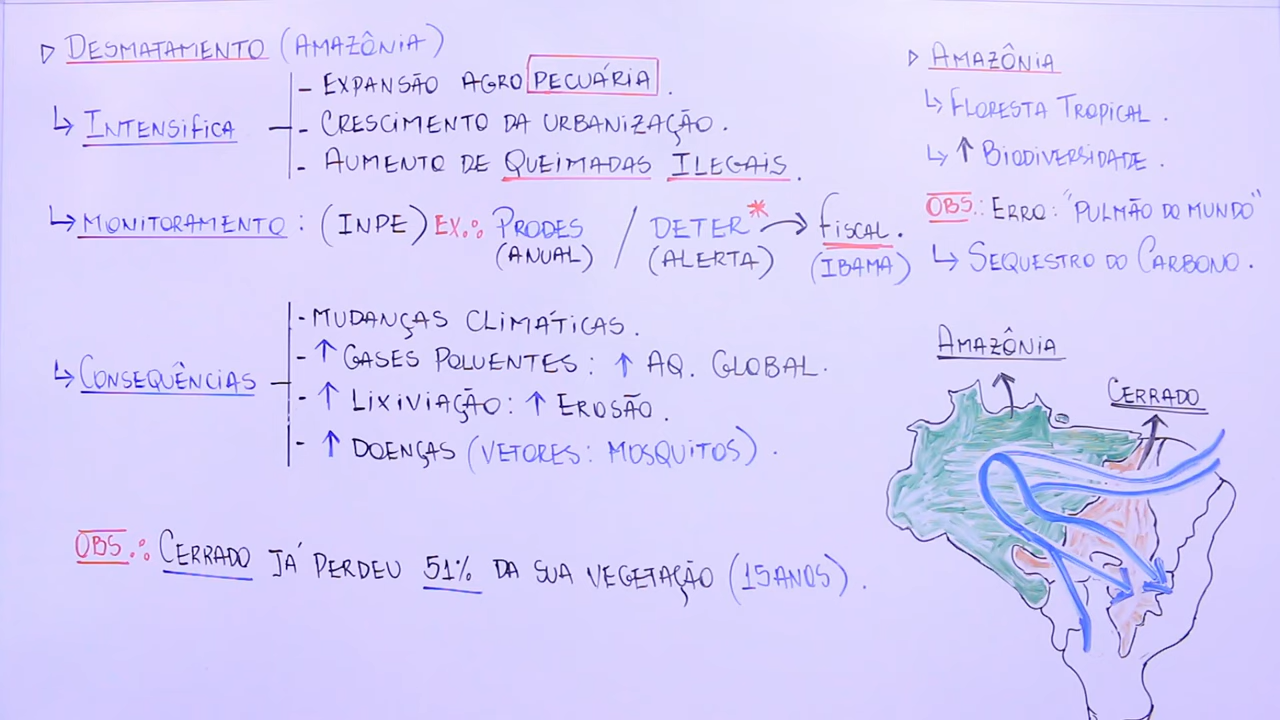 ▷ DESMATAMENTO (AMAZÔNIA)
↳ INTENSIFICA
- EXPANSÃO AGROPECUÁRIA.
- CRESCIMENTO DA URBANIZAÇÃO.
- AUMENTO DE QUEIMADAS ILEGAIS.
↳ MONITORAMENTO: (INPE) EX.: PRODES / DETER* → FISCAL.
(ANUAL) (ALERTA) (IBAMA)
↳ CONSEQUÊNCIAS
- MUDANÇAS CLIMÁTICAS.
- ↑ GASES POLUENTES: ↑ AQ. GLOBAL.
- ↑ LIXIVIAÇÃO: ↑ EROSÃO.
- ↑ DOENÇAS (VETORES: MOSQUITOS).
OBS.: CERRADO JÁ PERDEU 51% DA SUA VEGETAÇÃO (15 ANOS).
▷ AMAZÔNIA
↳ FLORESTA TROPICAL.
↳ ↑ BIODIVERSIDADE.
OBS.: ERRO: "PULMÃO DO MUNDO"
↳ SEQUESTRO DO CARBONO.
AMAZÔNIA
CERRADO